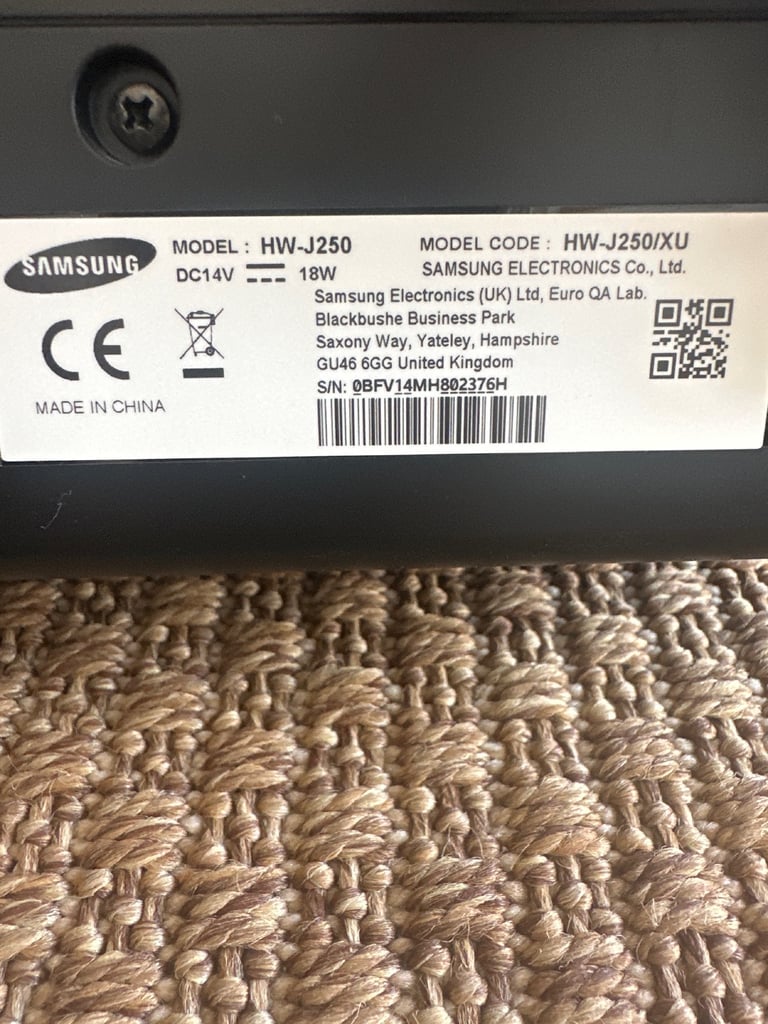 SAMSUNG
MODEL : HW-J250
MODEL CODE : HW-J250/XU
DC14V 18W
SAMSUNG ELECTRONICS Co., Ltd.
Samsung Electronics (UK) Ltd, Euro QA Lab.
Blackbushe Business Park
Saxony Way, Yateley, Hampshire
GU46 6GG United Kingdom
S/N: 0BFV14MH802376H
CE
MADE IN CHINA